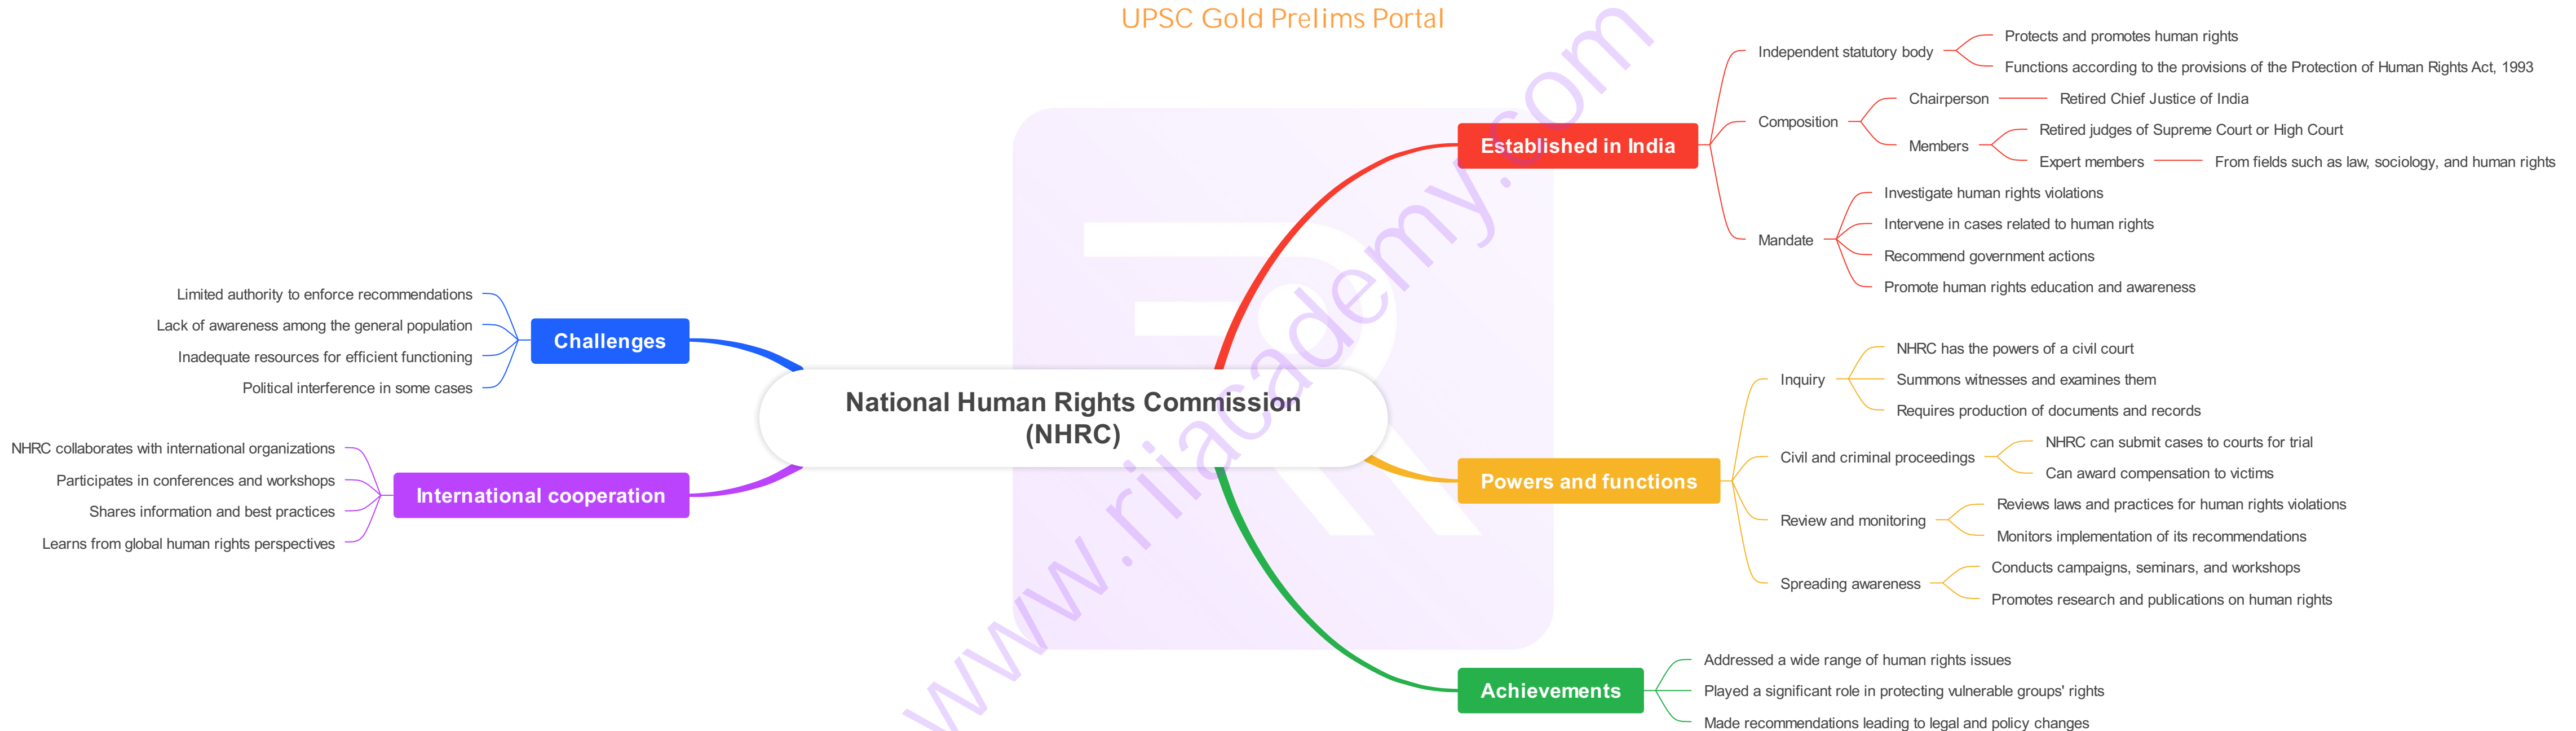 UPSC Gold Prelims Portal
National Human Rights Commission
(NHRC)
Established in India
Independent statutory body
Protects and promotes human rights
Functions according to the provisions of the Protection of Human Rights Act, 1993
Composition
Chairperson
Retired Chief Justice of India
Members
Retired judges of Supreme Court or High Court
Expert members
From fields such as law, sociology, and human rights
Mandate
Investigate human rights violations
Intervene in cases related to human rights
Recommend government actions
Promote human rights education and awareness
Powers and functions
Inquiry
NHRC has the powers of a civil court
Summons witnesses and examines them
Requires production of documents and records
Civil and criminal proceedings
NHRC can submit cases to courts for trial
Can award compensation to victims
Review and monitoring
Reviews laws and practices for human rights violations
Monitors implementation of its recommendations
Spreading awareness
Conducts campaigns, seminars, and workshops
Promotes research and publications on human rights
Achievements
Addressed a wide range of human rights issues
Played a significant role in protecting vulnerable groups' rights
Made recommendations leading to legal and policy changes
Challenges
Limited authority to enforce recommendations
Lack of awareness among the general population
Inadequate resources for efficient functioning
Political interference in some cases
International cooperation
NHRC collaborates with international organizations
Participates in conferences and workshops
Shares information and best practices
Learns from global human rights perspectives